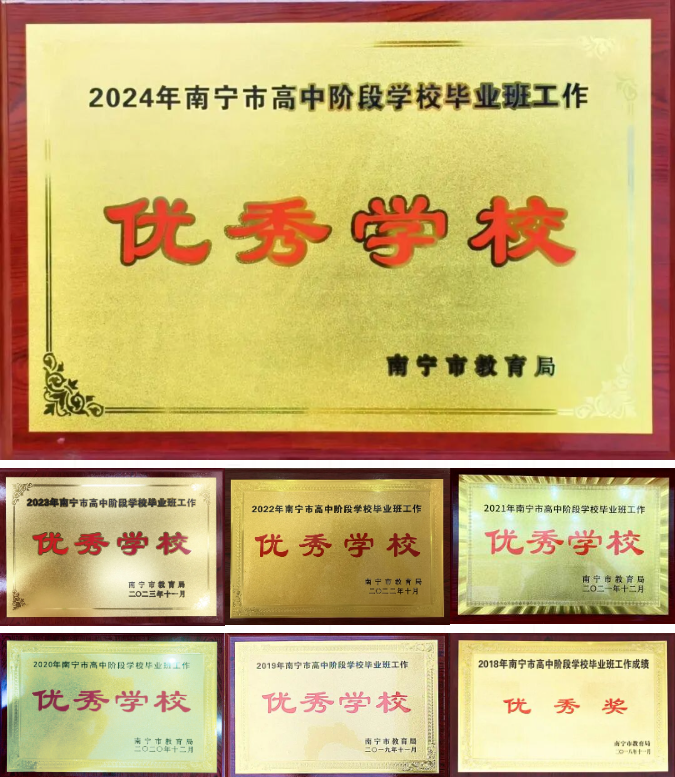 2024年南宁市高中阶段学校毕业班工作
优秀学校
南宁市教育局
2023年南宁市高中阶段学校毕业班工作
优秀学校
南宁市教育局
二〇二三年十一月
2022年南宁市高中阶段学校毕业班工作
优秀学校
南宁市教育局
二〇二二年十月
2021年南宁市高中阶段学校毕业班工作
优秀学校
南宁市教育局
二〇二一年十二月
2020年南宁市高中阶段学校毕业班工作
优秀学校
南宁市教育局
二〇二〇年十二月
2019年南宁市高中阶段学校毕业班工作
优秀学校
南宁市教育局
二〇一九年十一月
2018年南宁市高中阶段学校毕业班工作成绩
优秀奖
南宁市教育局
二〇一八年十一月